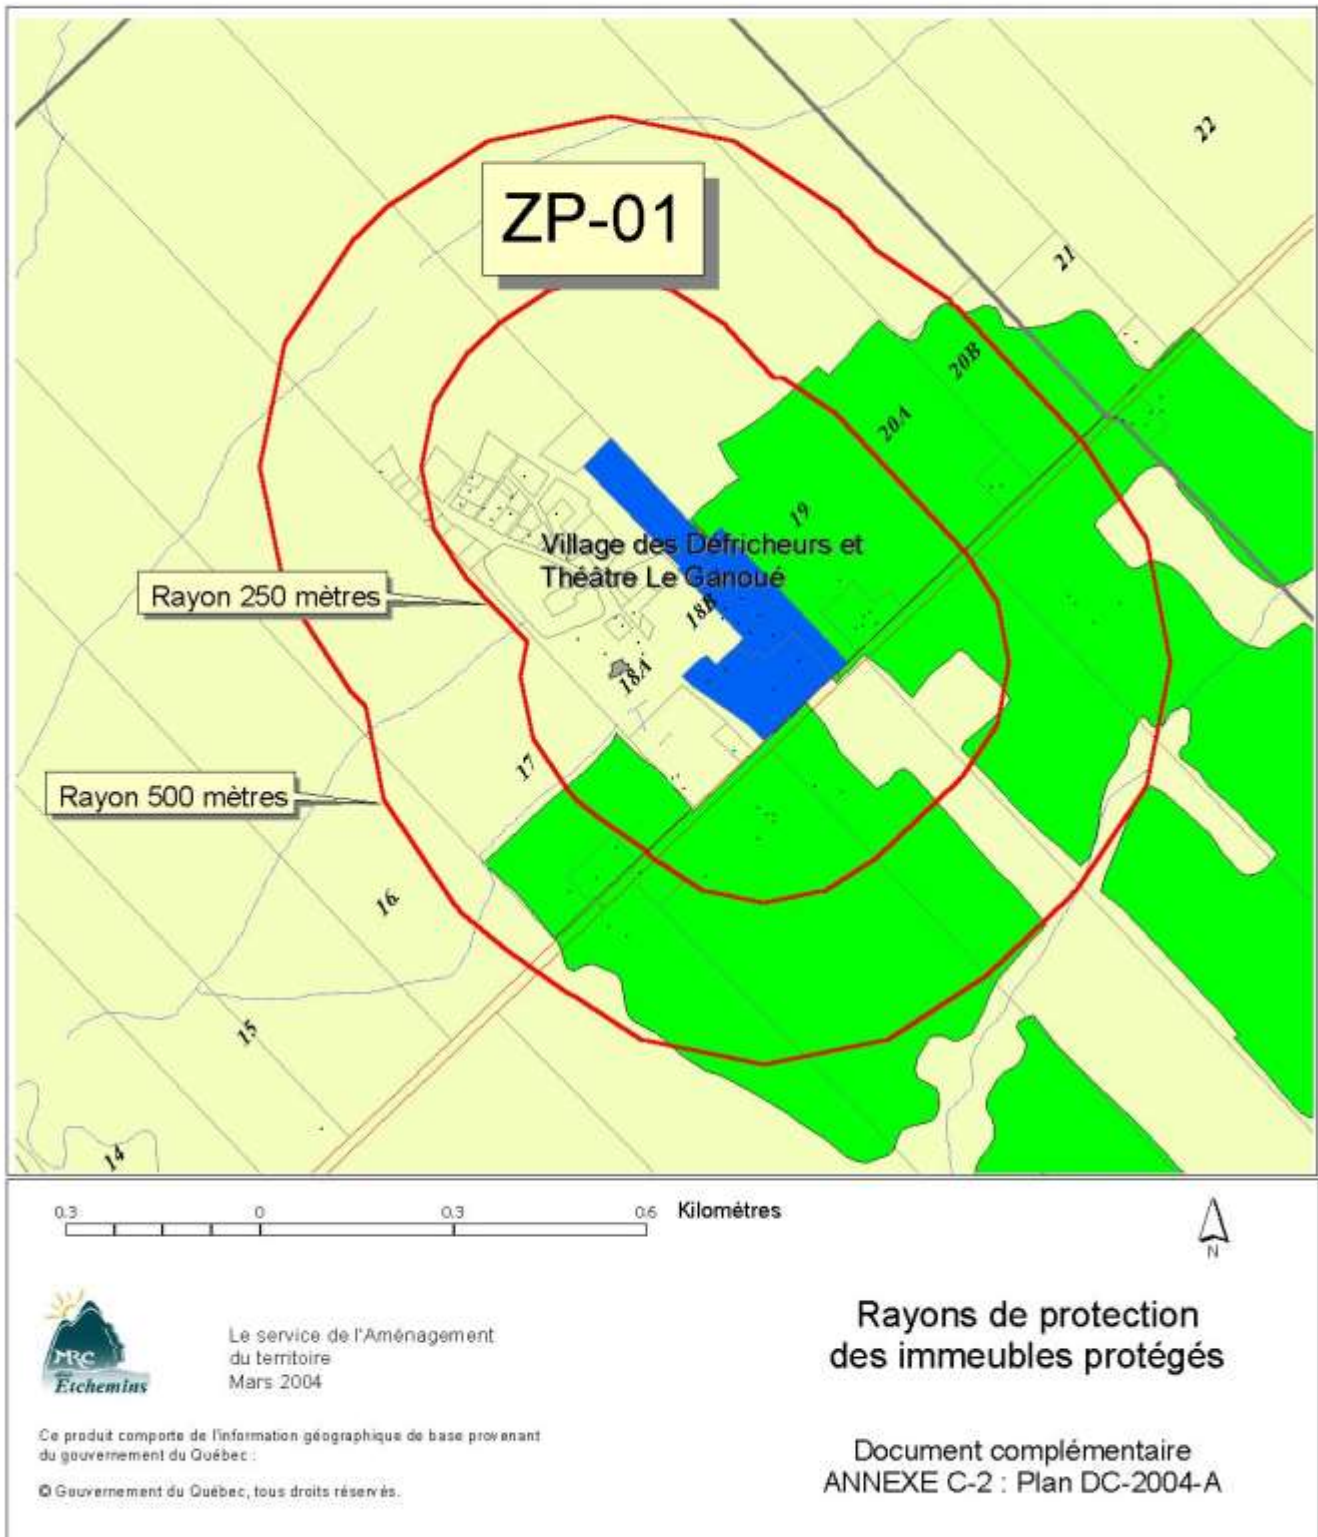 22
ZP-01
21
20B
20A
19
Village des Défricheurs et
Théâtre Le Ganoué
Rayon 250 mètres
18B
18A
17
Rayon 500 mètres
16
15
14
0.3 0 0.3 0.6 Kilomètres
N
Rayons de protection
des immeubles protégés
Le service de l'Aménagement
du territoire
Mars 2004
MRC
des
Etchemins
Ce produit comporte de l'information géographique de base provenant
du gouvernement du Québec :
© Gouvernement du Québec, tous droits réservés.
Document complémentaire
ANNEXE C-2 : Plan DC-2004-A